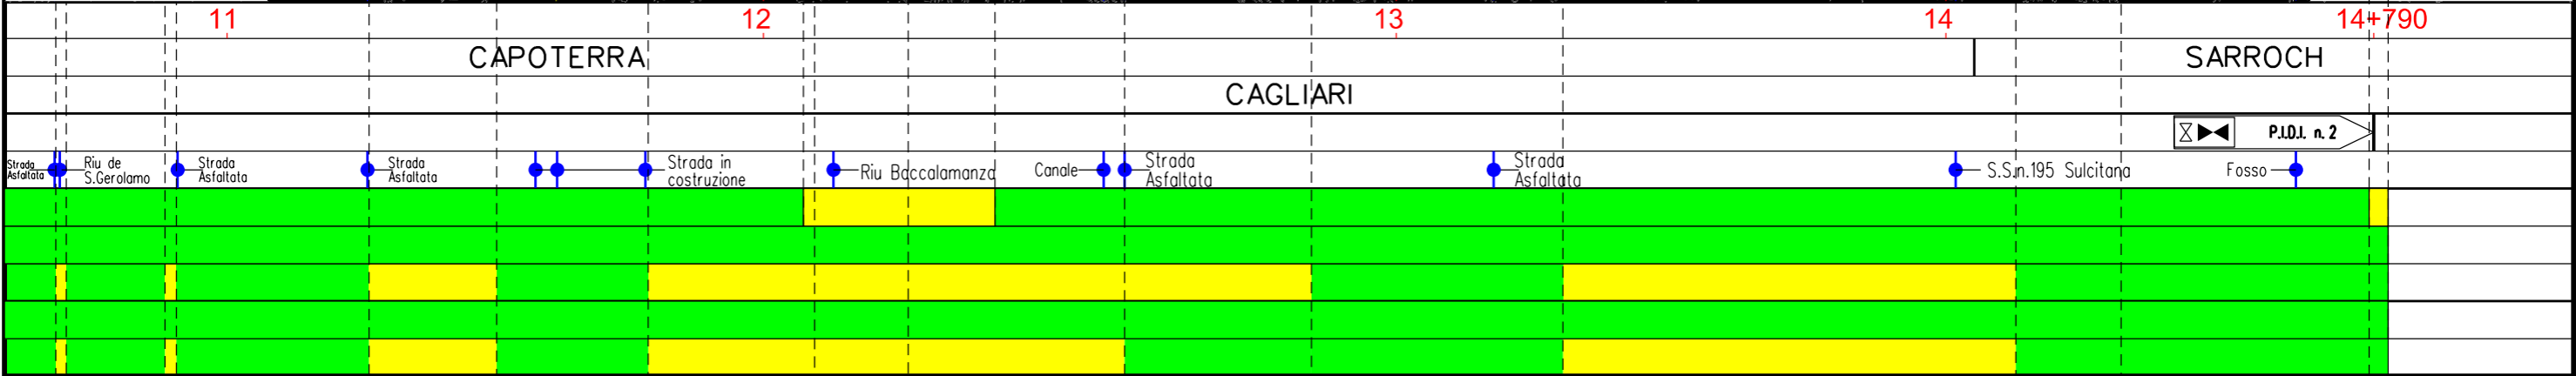 11 12 13 14 14+790
CAPOTERRA SARROCH
CAGLIARI
P.I.D.I. n. 2
Strada
Asfaltata
Riu de
S.Gerolamo
Strada
Asfaltata
Strada
Asfaltata
Strada in
costruzione
Riu Baccalamanza
Canale
Strada
Asfaltata
Strada
Asfaltata
S.S.n.195 Sulcitana
Fosso